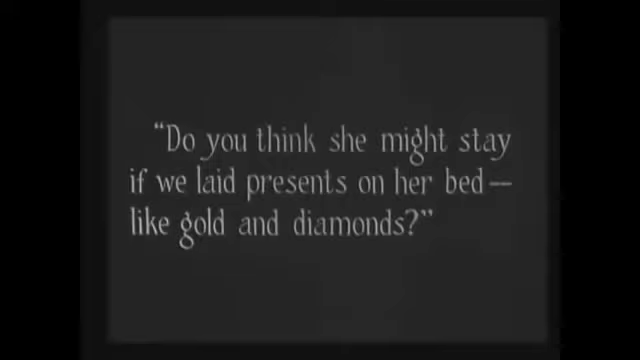 “Do you think she might stay
if we laid presents on her bed—
like gold and diamonds?”